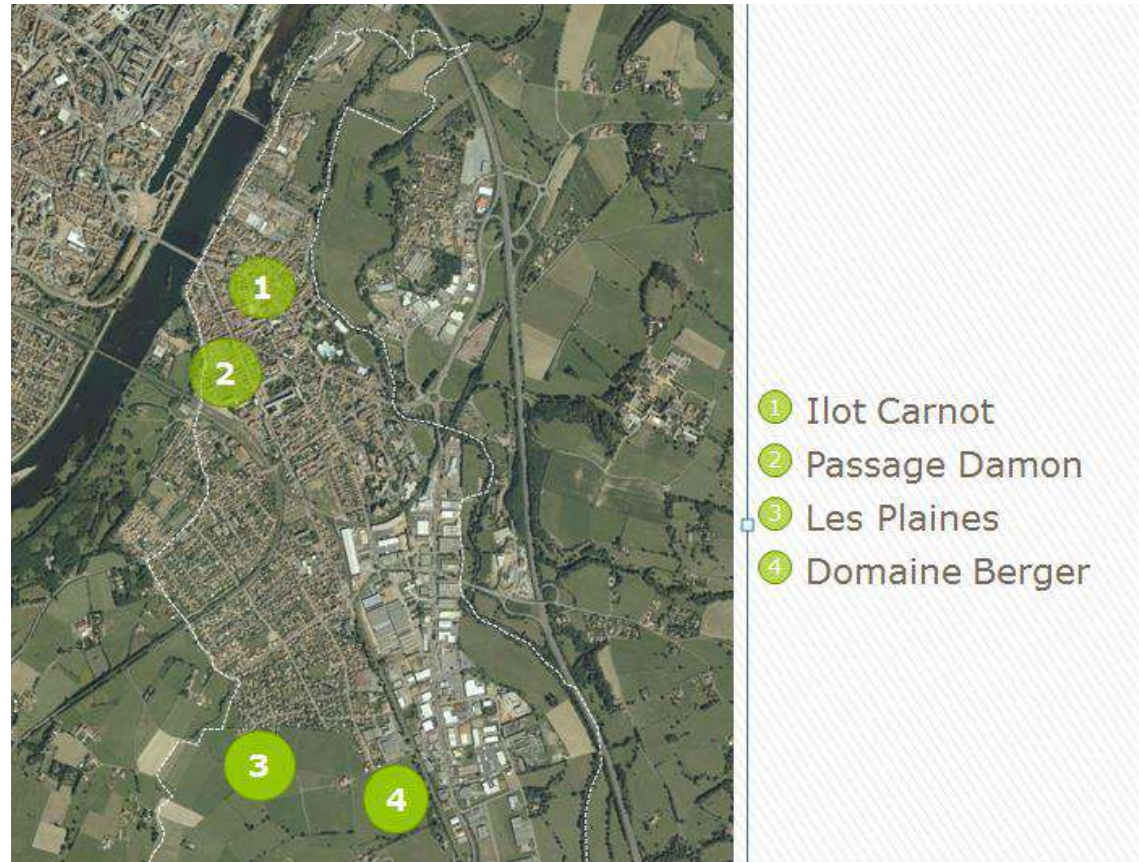 1
2
3
4
1 Ilot Carnot
2 Passage Damon
3 Les Plaines
4 Domaine Berger